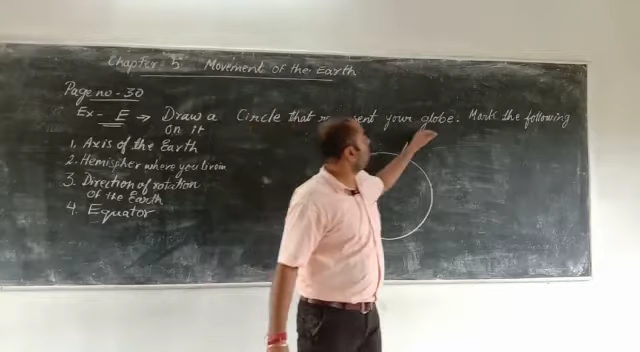 Chapter 5 Movement of the Earth
Page no - 30
Ex - E → Draw a Circle that your globe. Mark the following
on it
1. Axis of the Earth
2. Hemispher where you live in
3. Direction of rotation
of the Earth
4. Equator